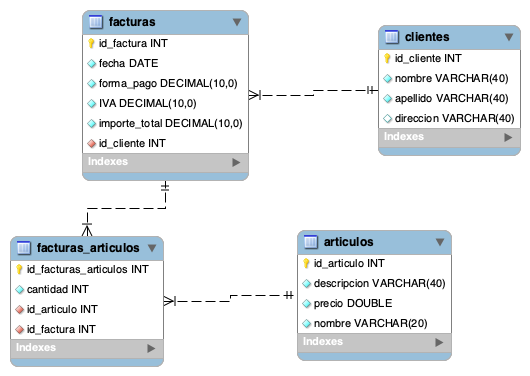 facturas
id_factura INT
fecha DATE
forma_pago DECIMAL(10,0)
IVA DECIMAL(10,0)
importe_total DECIMAL(10,0)
id_cliente INT
Indexes
clientes
id_cliente INT
nombre VARCHAR(40)
apellido VARCHAR(40)
direccion VARCHAR(40)
Indexes
facturas_articulos
id_facturas_articulos INT
cantidad INT
id_articulo INT
id_factura INT
Indexes
articulos
id_articulo INT
descripcion VARCHAR(40)
precio DOUBLE
nombre VARCHAR(20)
Indexes